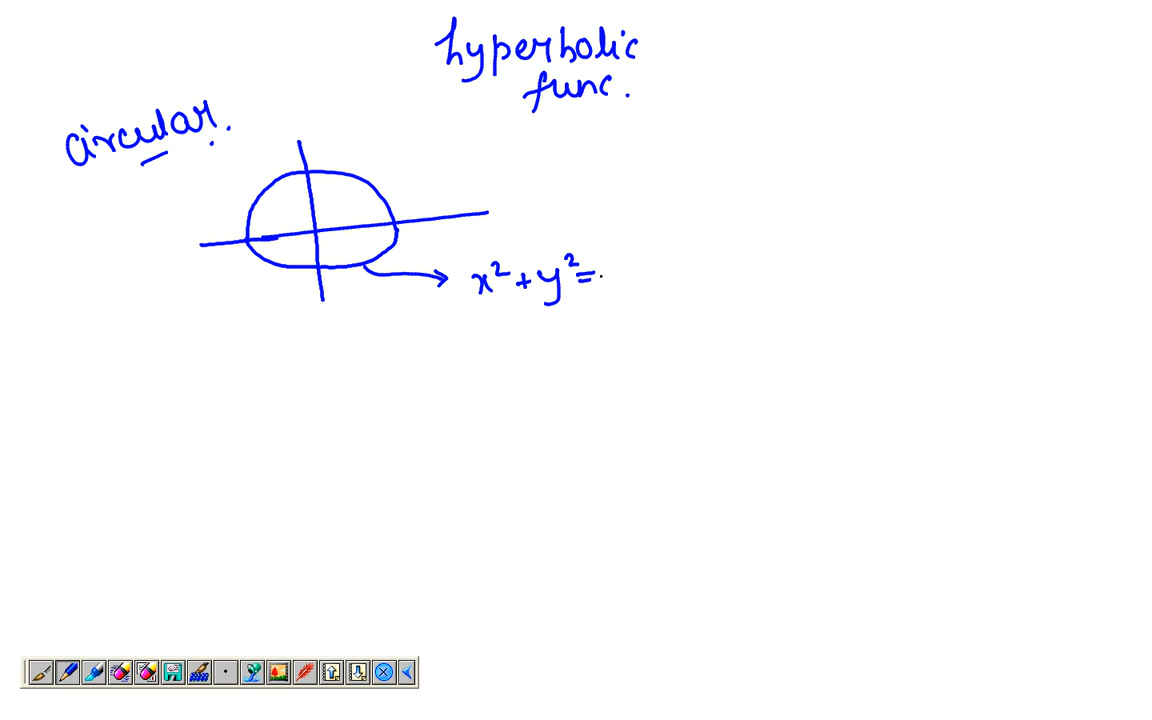 hyperbolic
func.
circular.
x² + y² =